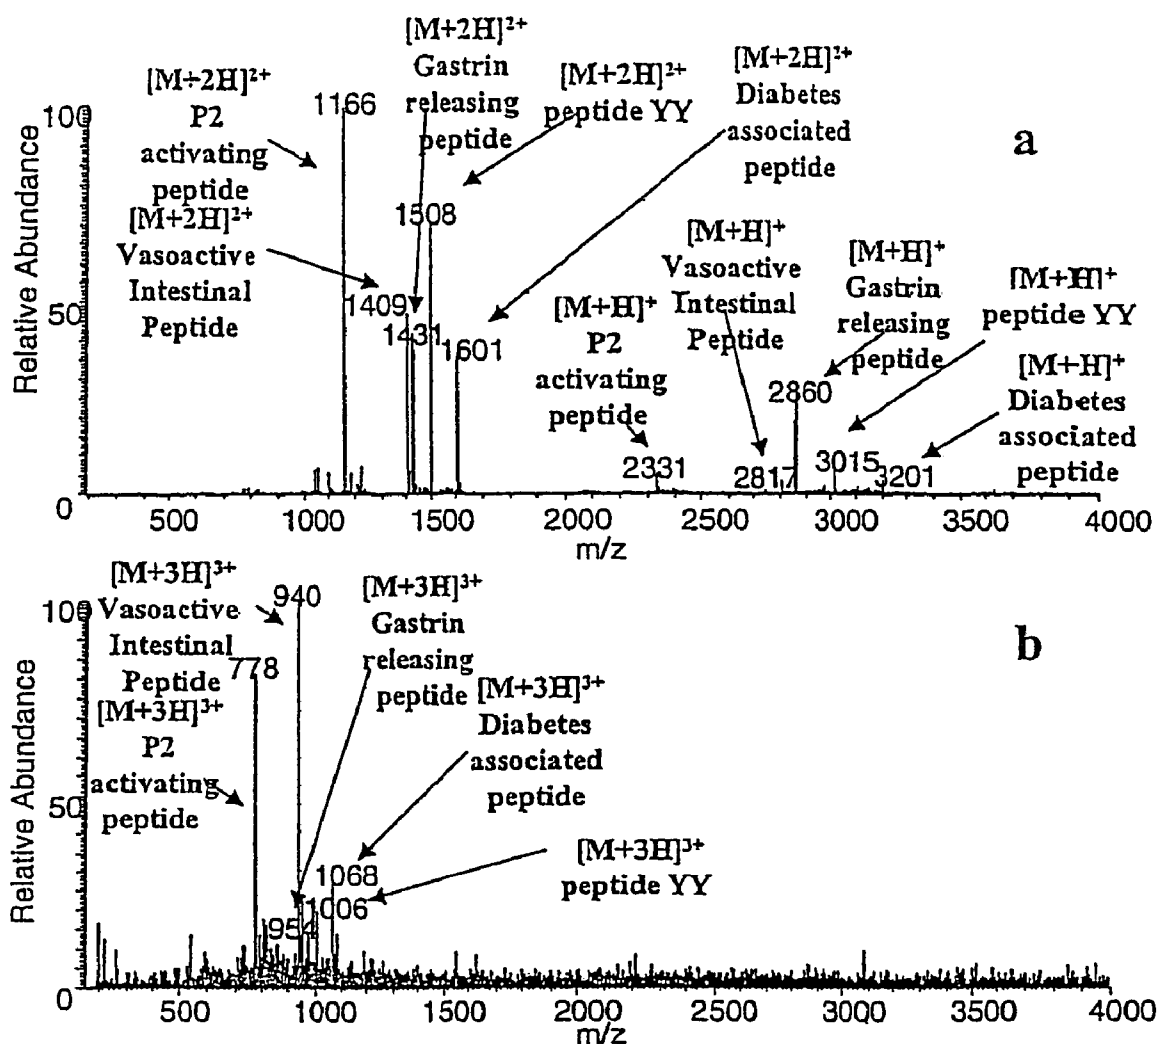 [M+2H]²⁺
Gastrin
releasing
peptide
[M+2H]²⁺
P2
activating
peptide
[M+2H]²⁺
peptide YY
[M+2H]²⁺
Diabetes
associated
peptide
a
[M+2H]²⁺
Vasoactive
Intestinal
Peptide
[M+H]⁺
P2
activating
peptide
[M+H]⁺
Vasoactive
Intestinal
Peptide
[M+H]⁺
Gastrin
releasing
peptide
[M+H]⁺
peptide YY
[M+H]⁺
Diabetes
associated
peptide
1166
1409
1431
1508
1601
2331
2817
2860
3015
3201
Relative Abundance
100
50
0
500
1000
1500
2000
2500
3000
3500
4000
m/z
[M+3H]³⁺
Vasoactive
Intestinal
Peptide
[M+3H]³⁺
P2
activating
peptide
[M+3H]³⁺
Gastrin
releasing
peptide
[M+3H]³⁺
Diabetes
associated
peptide
[M+3H]³⁺
peptide YY
b
778
940
954
1006
1068
Relative Abundance
100
50
0
500
1000
1500
2000
2500
3000
3500
4000
m/z